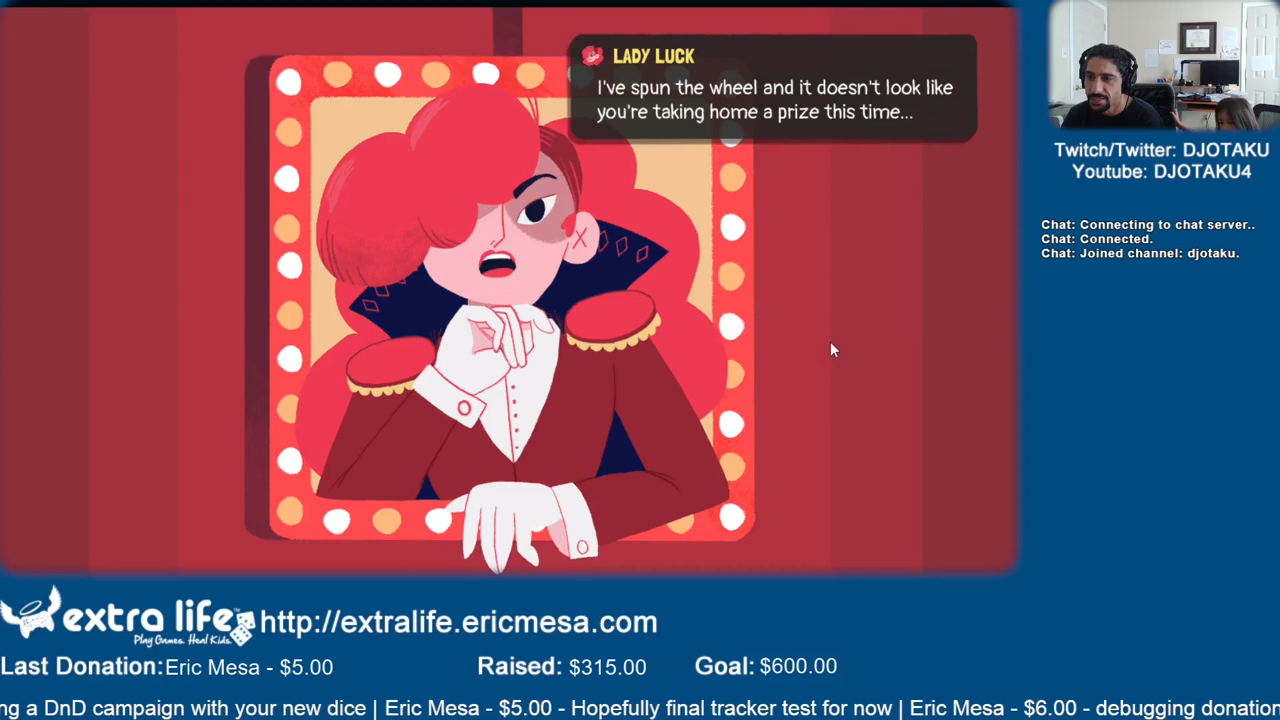 LADY LUCK
I've spun the wheel and it doesn't look like
you're taking home a prize this time...
Twitch/Twitter: DJOTAKU
Youtube: DJOTAKU4
Chat: Connecting to chat server..
Chat: Connected.
Chat: Joined channel: djotaku.
extra life
Play Games. Heal Kids.
http://extralife.ericmesa.com
Last Donation: Eric Mesa - $5.00 Raised: $315.00 Goal: $600.00
ng a DnD campaign with your new dice | Eric Mesa - $5.00 - Hopefully final tracker test for now | Eric Mesa - $6.00 - debugging donation